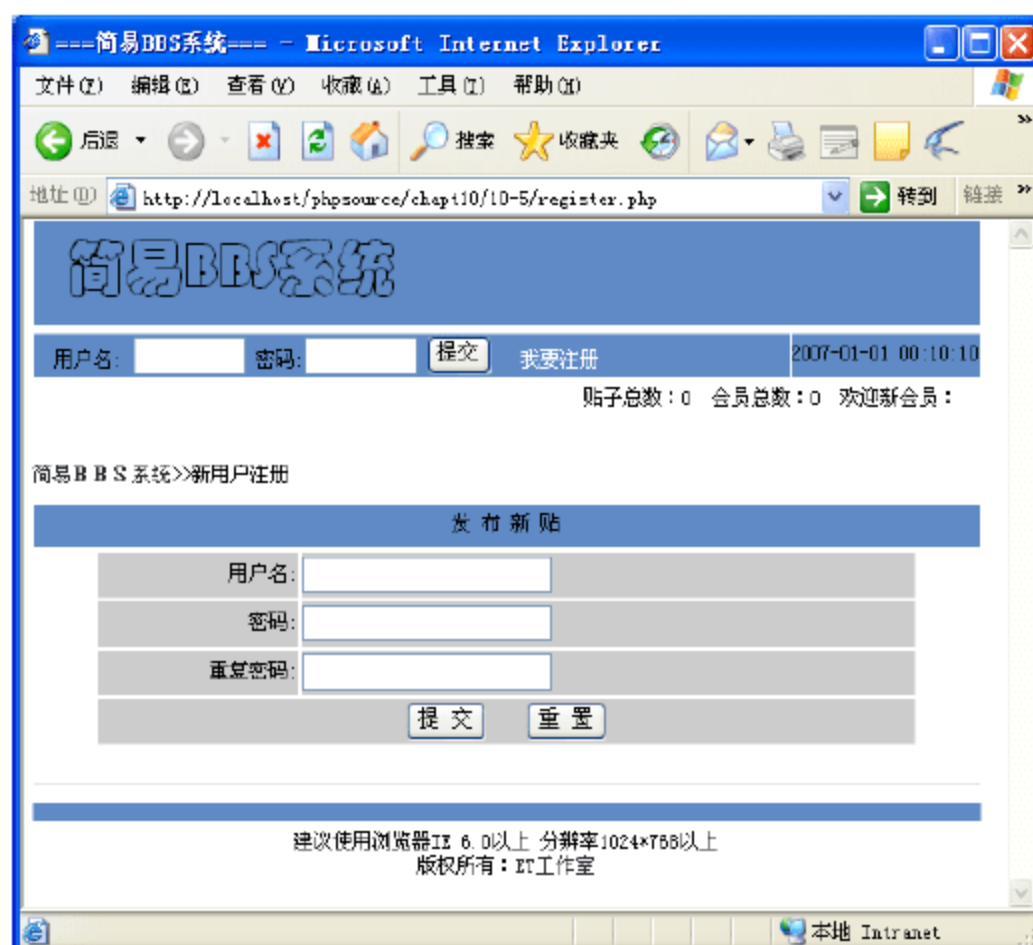 ===简易BBS系统=== - Microsoft Internet Explorer
文件(F) 编辑(E) 查看(V) 收藏(A) 工具(T) 帮助(H)
后退 搜索 收藏夹 »
地址(D) http://localhost/phpsource/chapt10/10-5/register.php 转到 链接 »
简易BBS系统
用户名: 密码: 提交 我要注册 2007-01-01 00:10:10
贴子总数:0 会员总数:0 欢迎新会员:
简易BBS系统>>新用户注册
发 布 新 贴
用户名:
密码:
重复密码:
提 交 重 置
建议使用浏览器IE 6.0以上 分辨率1024*768以上
版权所有:ET工作室
本地 Intranet